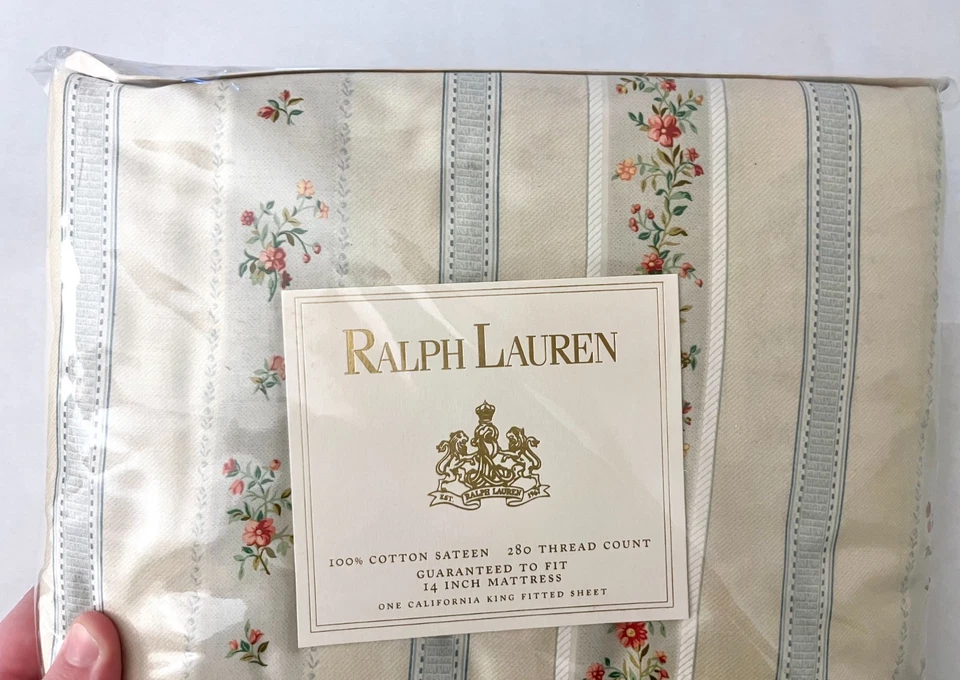 RALPH LAUREN
EST. RALPH LAUREN 1967
100% COTTON SATEEN 280 THREAD COUNT
GUARANTEED TO FIT
14 INCH MATTRESS
ONE CALIFORNIA KING FITTED SHEET